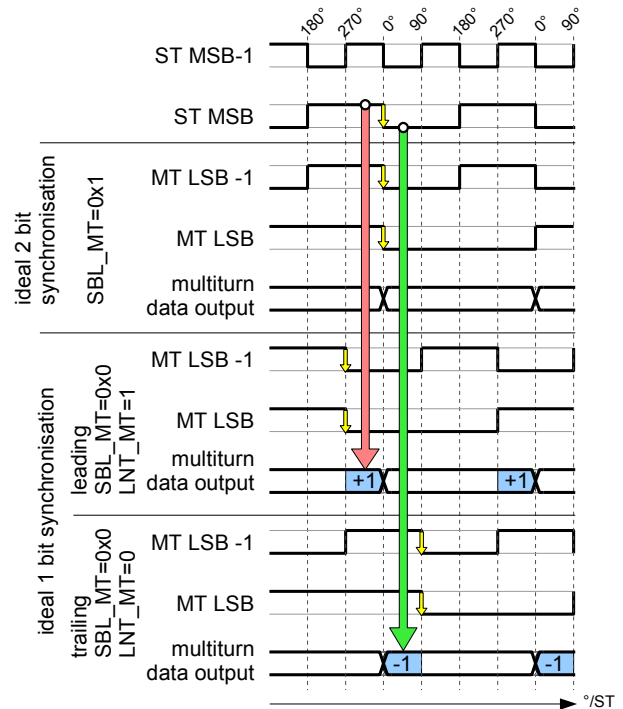 180° 270° 0° 90° 180° 270° 0° 90°
ST MSB-1
ST MSB
ideal 2 bit
synchronisation
SBL_MT=0x1
MT LSB -1
MT LSB
multiturn
data output
ideal 1 bit synchronisation
leading
SBL_MT=0x0
LNT_MT=1
MT LSB -1
MT LSB
multiturn
data output
+1 +1
trailing
SBL_MT=0x0
LNT_MT=0
MT LSB -1
MT LSB
multiturn
data output
-1 -1
°/ST